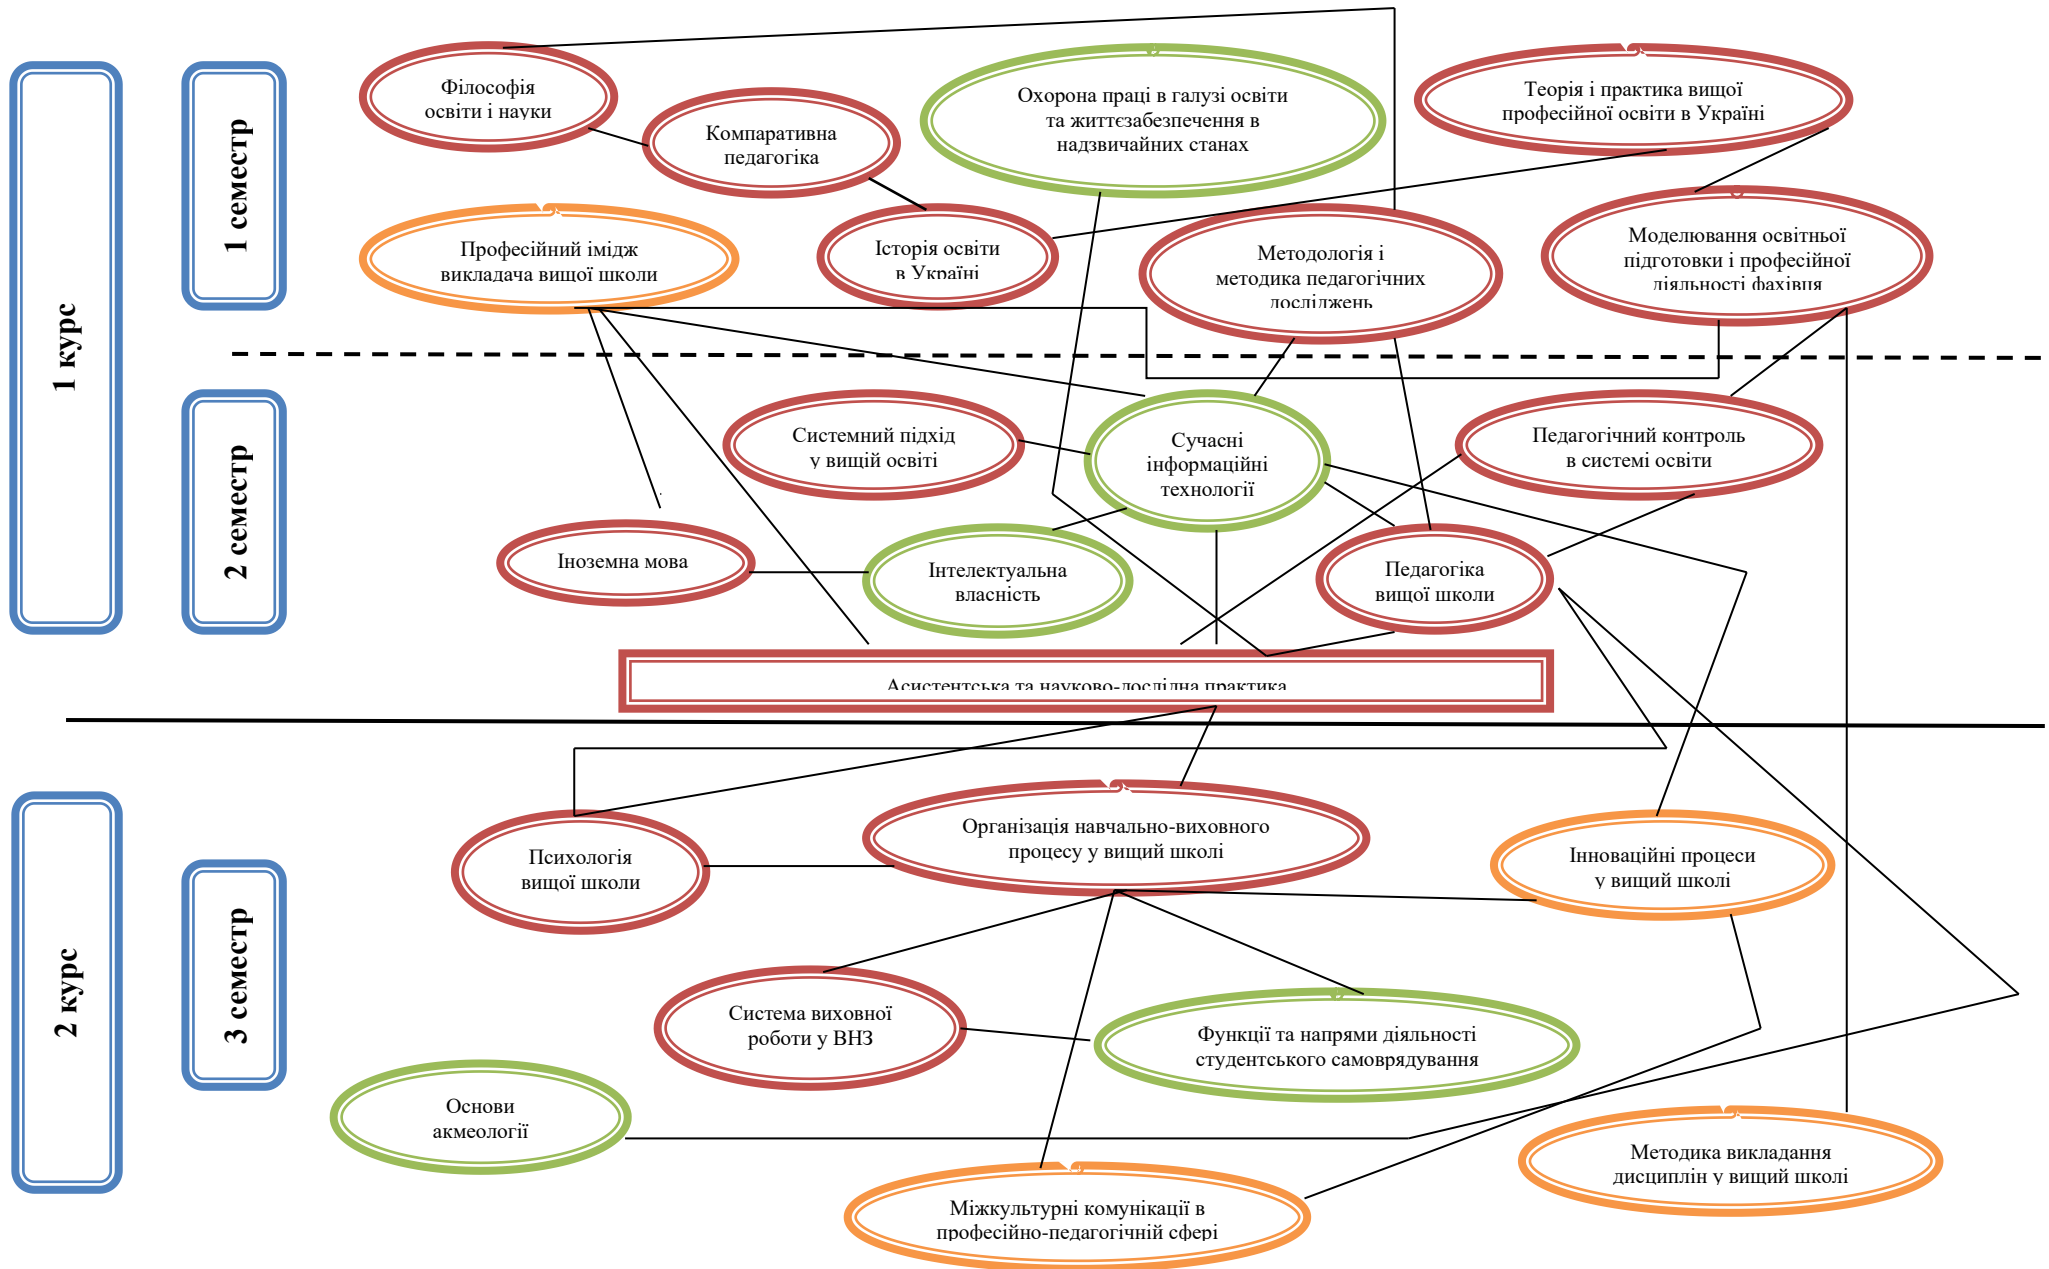 1 курс
1 семестр
Філософія
освіти і науки
Компаративна
педагогіка
Охорона праці в галузі освіти
та життєзабезпечення в
надзвичайних станах
Теорія і практика вищої
професійної освіти в Україні
Професійний імідж
викладача вищої школи
Історія освіти
в Україні
Методологія і
методика педагогічних
досліджень
Моделювання освітньої
підготовки і професійної
діяльності фахівця
2 семестр
Системний підхід
у вищій освіті
Сучасні
інформаційні
технології
Педагогічний контроль
в системі освіти
Іноземна мова
Інтелектуальна
власність
Педагогіка
вищої школи
Асистентська та науково-дослідна практика
2 курс
3 семестр
Психологія
вищої школи
Організація навчально-виховного
процесу у вищий школі
Інноваційні процеси
у вищий школі
Система виховної
роботи у ВНЗ
Функції та напрями діяльності
студентського самоврядування
Основи
акмеології
Методика викладання
дисциплін у вищий школі
Міжкультурні комунікації в
професійно-педагогічній сфері